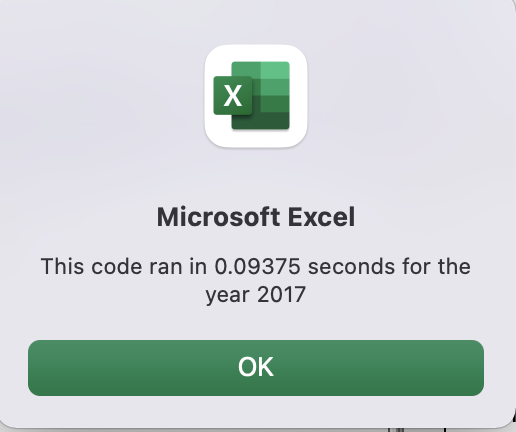 X
Microsoft Excel
This code ran in 0.09375 seconds for the
year 2017
OK